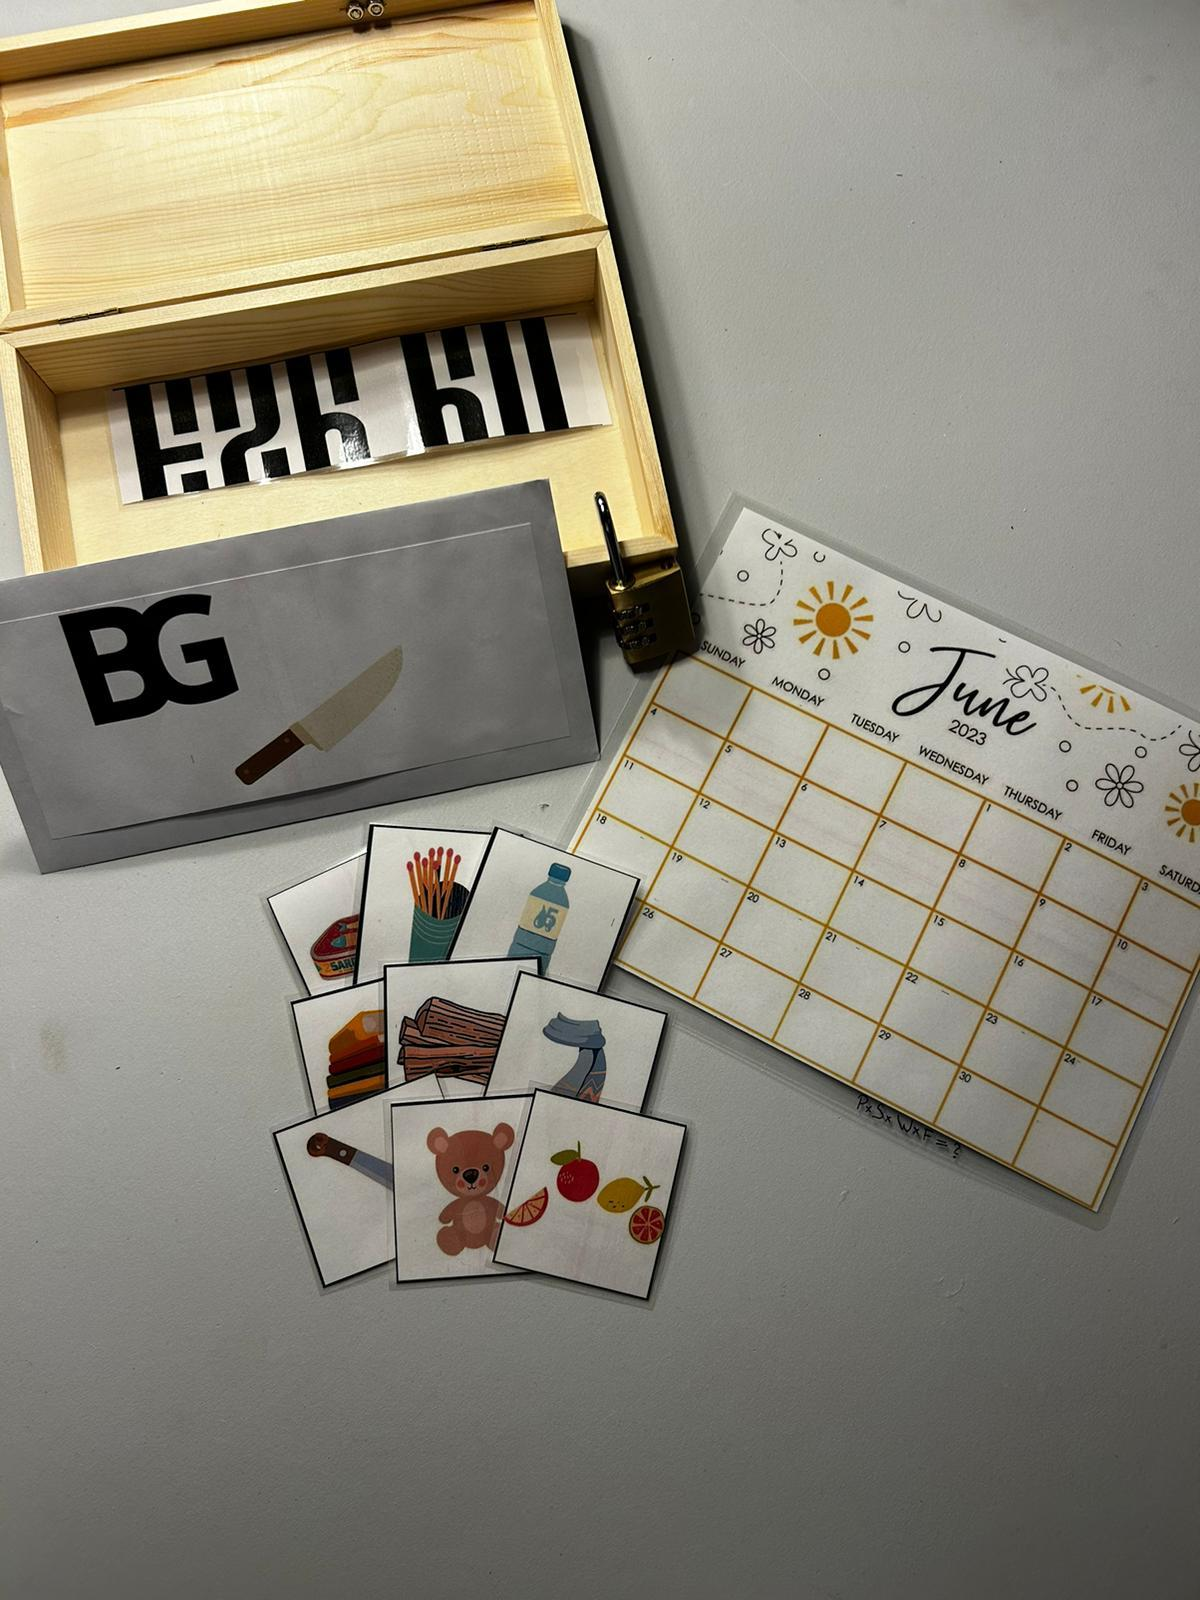 BG
June
2023
SUNDAY MONDAY TUESDAY WEDNESDAY THURSDAY FRIDAY
1 2 3
4 5 6 7 8 9 10
11 12 13 14 15 16 17
18 19 20 21 22 23 24
26 27 28 29 30
PxSxWxF=?